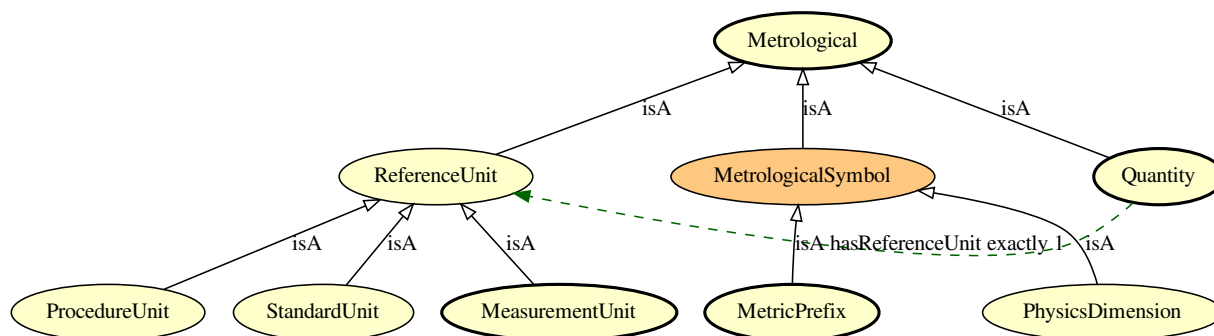 Metrological
isA
isA
isA
ReferenceUnit
MetrologicalSymbol
Quantity
isA
isA
isA
isA
hasReferenceUnit exactly 1
isA
ProcedureUnit
StandardUnit
MeasurementUnit
MetricPrefix
PhysicsDimension